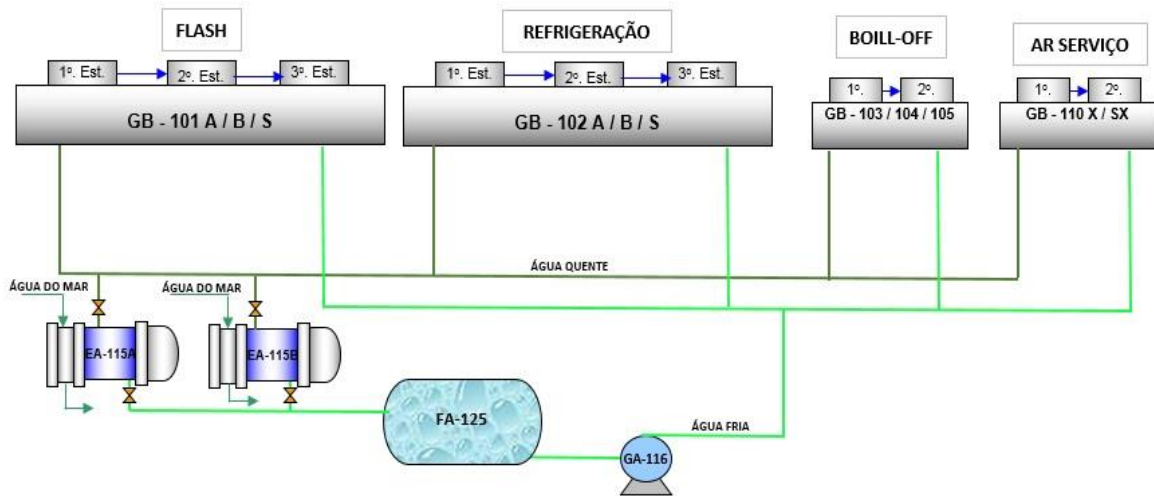 FLASH
REFRIGERAÇÃO
BOILL-OFF
AR SERVIÇO
1º. Est.
2º. Est.
3º. Est.
1º. Est.
2º. Est.
3º. Est.
1º.
2º.
1º.
2º.
GB - 101 A / B / S
GB - 102 A / B / S
GB - 103 / 104 / 105
GB - 110 X / SX
ÁGUA QUENTE
ÁGUA DO MAR
ÁGUA DO MAR
EA-115A
EA-115B
FA-125
ÁGUA FRIA
GA-116